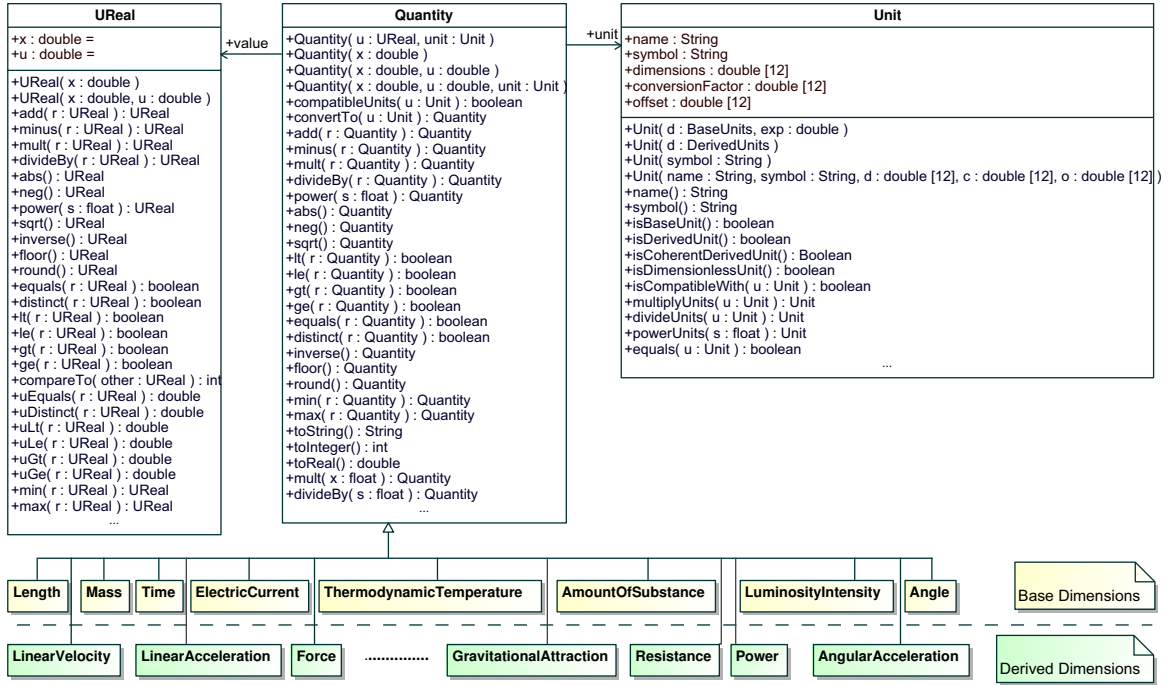 UReal
+x : double =
+u : double =
+UReal( x : double )
+UReal( x : double, u : double )
+add( r : UReal ) : UReal
+minus( r : UReal ) : UReal
+mult( r : UReal ) : UReal
+divideBy( r : UReal ) : UReal
+abs() : UReal
+neg() : UReal
+power( s : float ) : UReal
+sqrt() : UReal
+inverse() : UReal
+floor() : UReal
+round() : UReal
+equals( r : UReal ) : boolean
+distinct( r : UReal ) : boolean
+lt( r : UReal ) : boolean
+le( r : UReal ) : boolean
+gt( r : UReal ) : boolean
+ge( r : UReal ) : boolean
+compareTo( other : UReal ) : int
+uEquals( r : UReal ) : double
+uDistinct( r : UReal ) : double
+uLt( r : UReal ) : double
+uLe( r : UReal ) : double
+uGt( r : UReal ) : double
+uGe( r : UReal ) : double
+min( r : UReal ) : UReal
+max( r : UReal ) : UReal
...
+value
Quantity
+Quantity( u : UReal, unit : Unit )
+Quantity( x : double )
+Quantity( x : double, u : double )
+Quantity( x : double, u : double, unit : Unit )
+compatibleUnits( u : Unit ) : boolean
+convertTo( u : Unit ) : Quantity
+add( r : Quantity ) : Quantity
+minus( r : Quantity ) : Quantity
+mult( r : Quantity ) : Quantity
+divideBy( r : Quantity ) : Quantity
+power( s : float ) : Quantity
+abs() : Quantity
+neg() : Quantity
+sqrt() : Quantity
+lt( r : Quantity ) : boolean
+le( r : Quantity ) : boolean
+gt( r : Quantity ) : boolean
+ge( r : Quantity ) : boolean
+equals( r : Quantity ) : boolean
+distinct( r : Quantity ) : boolean
+inverse() : Quantity
+floor() : Quantity
+round() : Quantity
+min( r : Quantity ) : Quantity
+max( r : Quantity ) : Quantity
+toString() : String
+toInteger() : int
+toReal() : double
+mult( x : float ) : Quantity
+divideBy( s : float ) : Quantity
...
+unit
Unit
+name : String
+symbol : String
+dimensions : double [12]
+conversionFactor : double [12]
+offset : double [12]
+Unit( d : BaseUnits, exp : double )
+Unit( d : DerivedUnits )
+Unit( symbol : String )
+Unit( name : String, symbol : String, d : double [12], c : double [12], o : double [12] )
+name() : String
+symbol() : String
+isBaseUnit() : boolean
+isDerivedUnit() : boolean
+isCoherentDerivedUnit() : Boolean
+isDimensionlessUnit() : boolean
+isCompatibleWith( u : Unit ) : boolean
+multiplyUnits( u : Unit ) : Unit
+divideUnits( u : Unit ) : Unit
+powerUnits( s : float ) : Unit
+equals( u : Unit ) : boolean
...
Length
Mass
Time
ElectricCurrent
ThermodynamicTemperature
AmountOfSubstance
LuminosityIntensity
Angle
Base Dimensions
LinearVelocity
LinearAcceleration
Force
...............
GravitationalAttraction
Resistance
Power
AngularAcceleration
Derived Dimensions